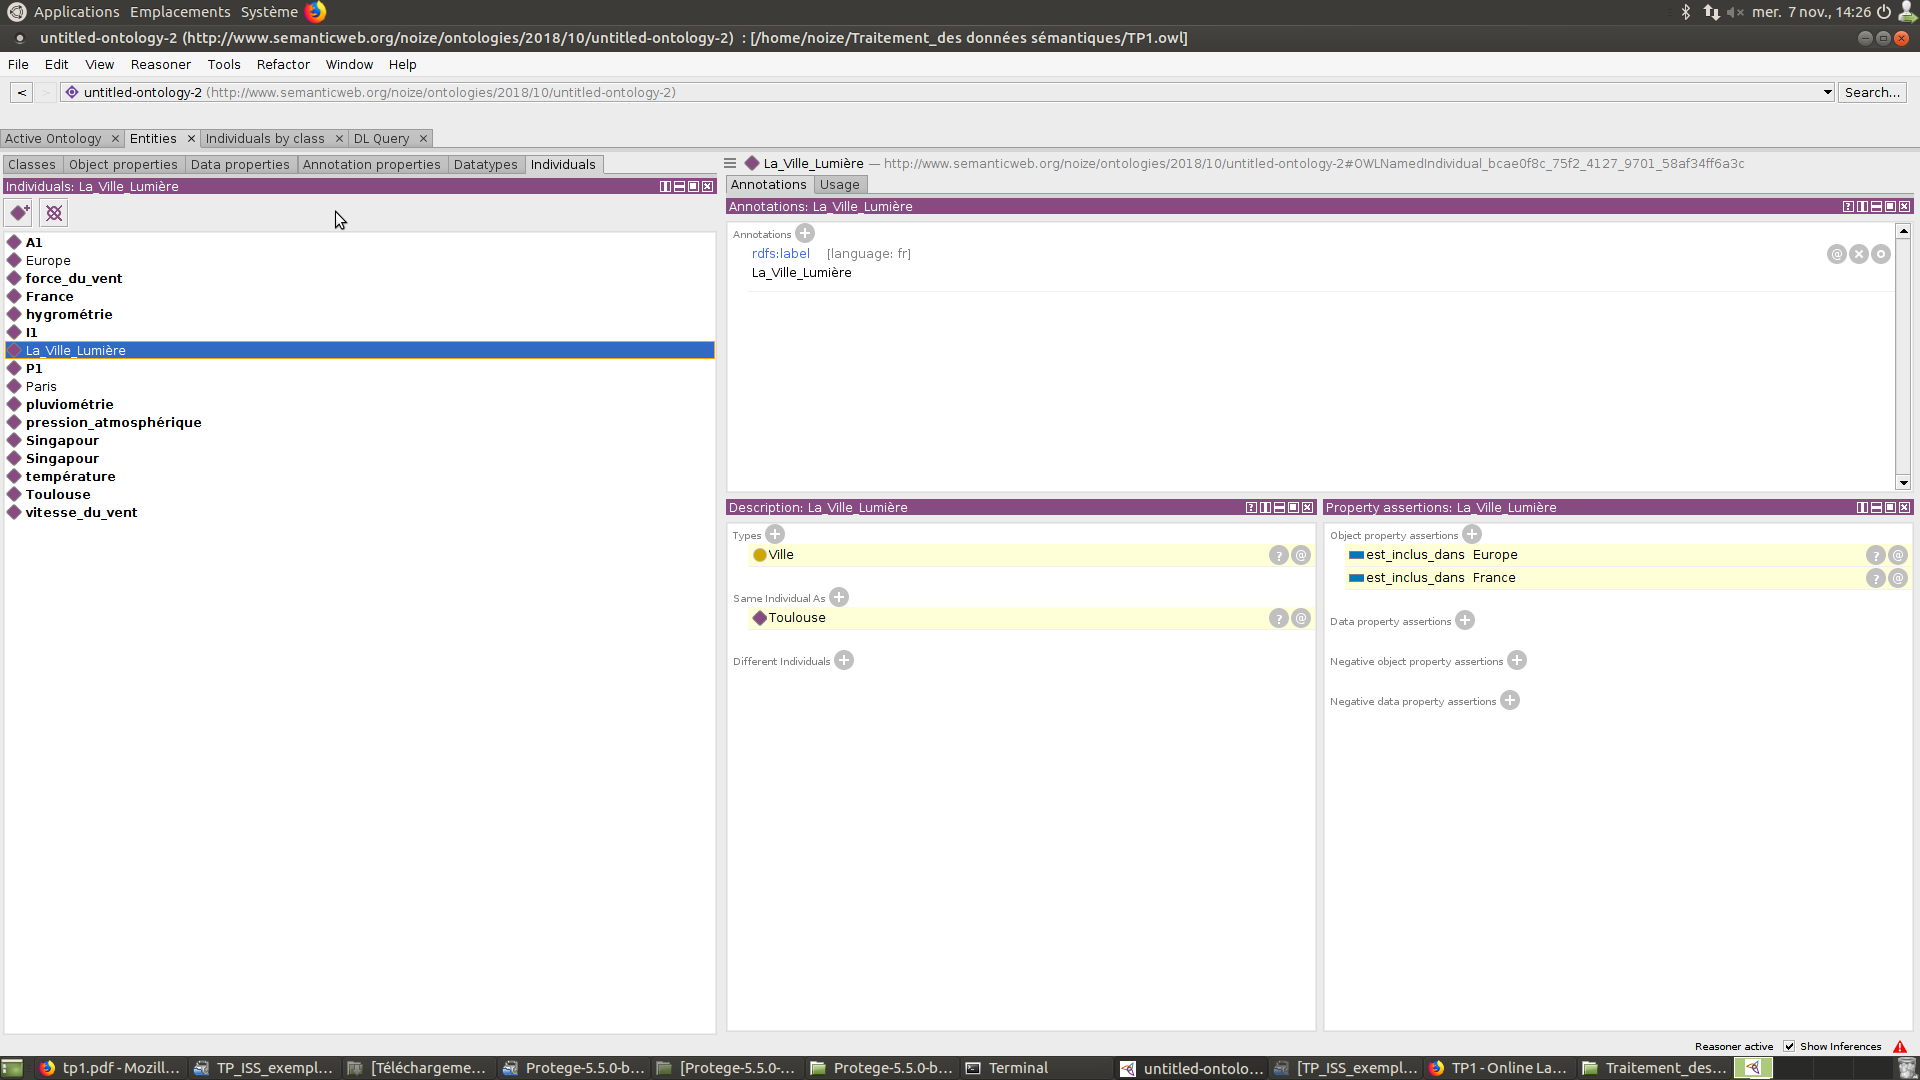 Applications Emplacements Système mer. 7 nov., 14:26
untitled-ontology-2 (http://www.semanticweb.org/noize/ontologies/2018/10/untitled-ontology-2) : [/home/noize/Traitement_des données sémantiques/TP1.owl]
File Edit View Reasoner Tools Refactor Window Help
< > untitled-ontology-2 (http://www.semanticweb.org/noize/ontologies/2018/10/untitled-ontology-2) Search...
Active Ontology × Entities × Individuals by class × DL Query ×
Classes Object properties Data properties Annotation properties Datatypes Individuals
Individuals: La_Ville_Lumière
A1
Europe
force_du_vent
France
hygrométrie
I1
La_Ville_Lumière
P1
Paris
pluviométrie
pression_atmosphérique
Singapour
Singapour
température
Toulouse
vitesse_du_vent
La_Ville_Lumière — http://www.semanticweb.org/noize/ontologies/2018/10/untitled-ontology-2#OWLNamedIndividual_bcae0f8c_75f2_4127_9701_58af34ff6a3c
Annotations Usage
Annotations: La_Ville_Lumière
Annotations
rdfs:label [language: fr]
La_Ville_Lumière
Description: La_Ville_Lumière
Types
Ville
Same Individual As
Toulouse
Different Individuals
Property assertions: La_Ville_Lumière
Object property assertions
est_inclus_dans Europe
est_inclus_dans France
Data property assertions
Negative object property assertions
Negative data property assertions
Reasoner active Show Inferences
tp1.pdf - Mozill... TP_ISS_exempl... [Téléchargeme... Protege-5.5.0-b... [Protege-5.5.0-... Protege-5.5.0-b... Terminal untitled-ontolo... [TP_ISS_exempl... TP1 - Online La... Traitement_des...